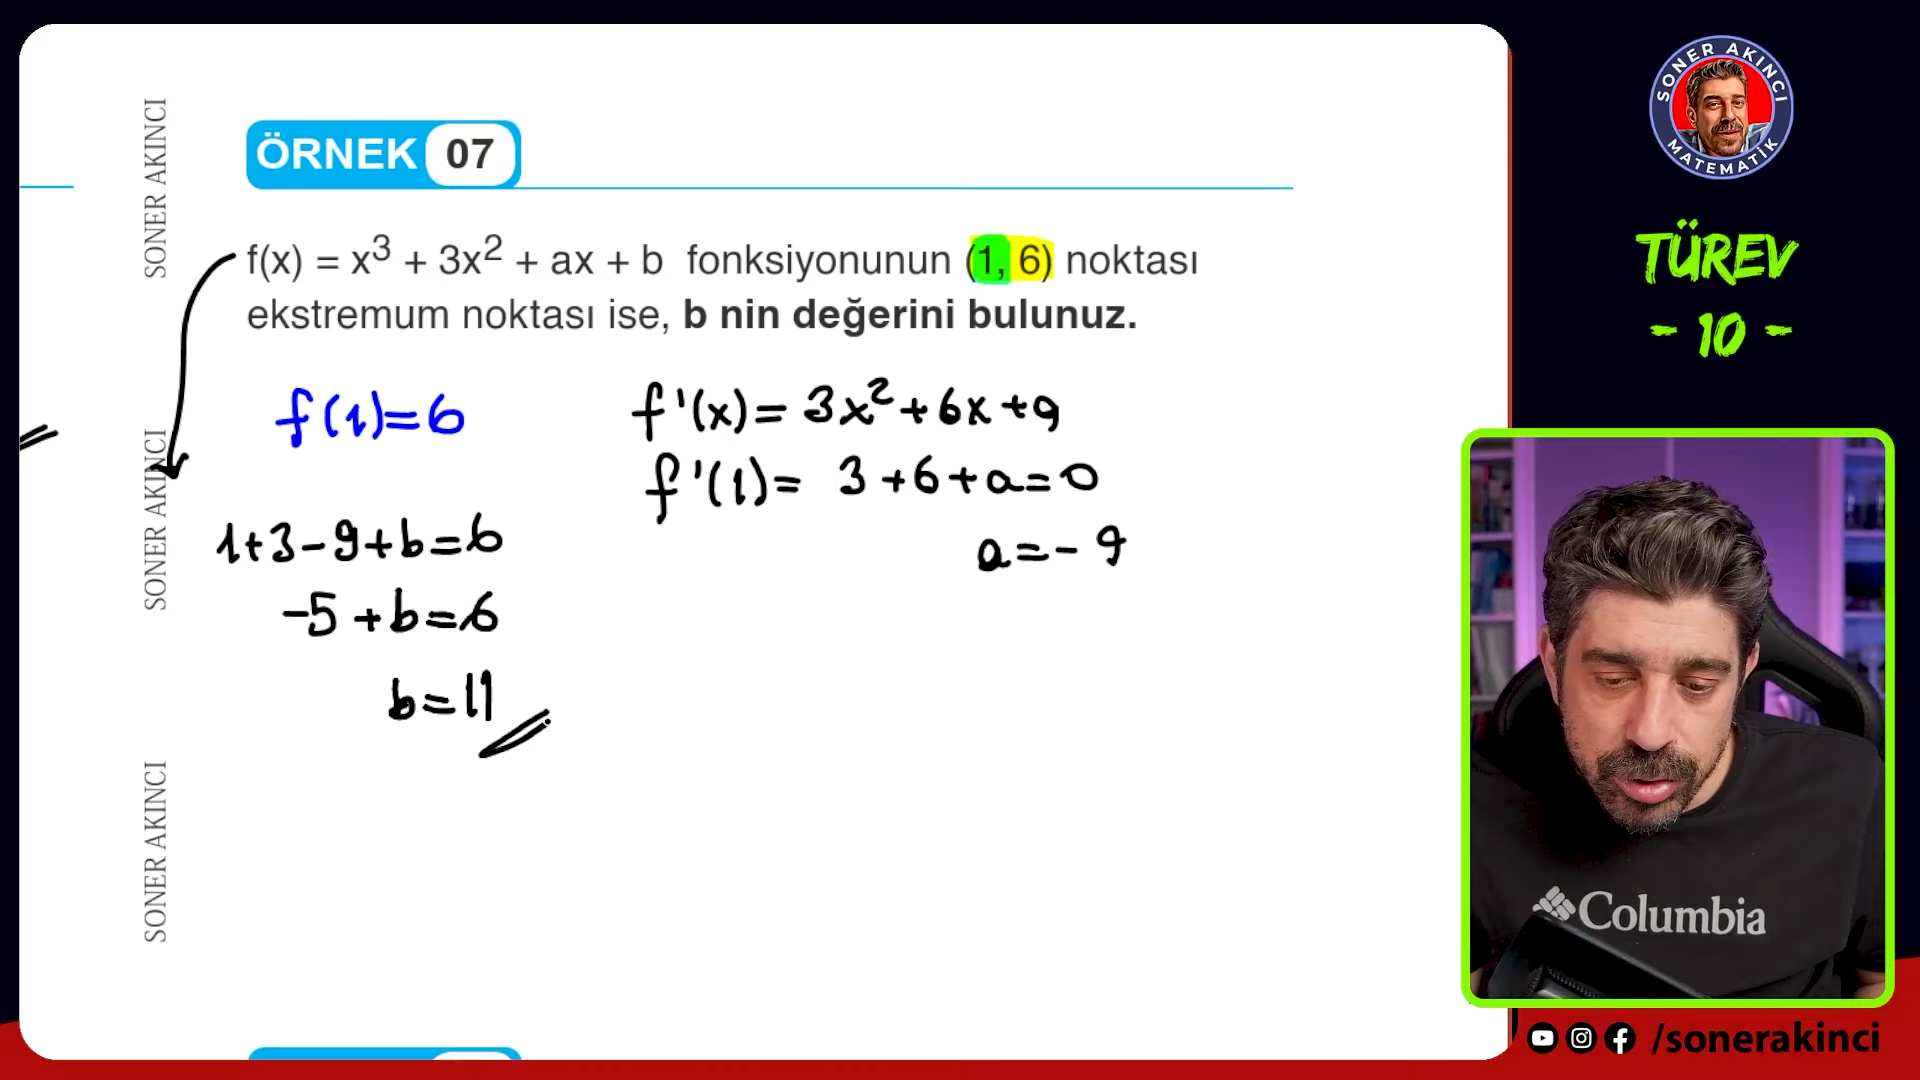 ÖRNEK 07
f(x) = x³ + 3x² + ax + b fonksiyonunun (1, 6) noktası
ekstremum noktası ise, b nin değerini bulunuz.
f(1)=6
1+3-9+b=6
-5+b=6
b=11
f'(x)=3x²+6x+a
f'(1)= 3+6+a=0
a=-9
SONER AKINCI
SONER AKINCI
SONER AKINCI
SONER AKINCI
MATEMATİK
TÜREV
- 10 -
Columbia
/sonerakinci